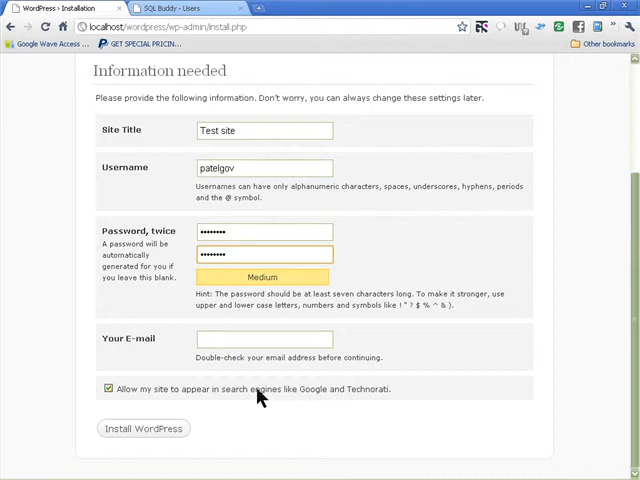 WordPress › Installation
SQL Buddy - Google Chrome
localhost/wordpress/wp-admin/install.php
Google Wave Access ...
GET SPECIAL PRICIN...
Other bookmarks
Information needed
Please provide the following information. Don't worry, you can always change these settings later.
Site Title
Test site
Username
patelgov
Usernames can have only alphanumeric characters, spaces, underscores, hyphens, periods
and the @ symbol.
Password, twice
A password will be
automatically
generated for you if
you leave this blank.
Medium
Hint: The password should be at least seven characters long. To make it stronger, use
upper and lower case letters, numbers and symbols like ! " ? $ % ^ & ).
Your E-mail
Double-check your email address before continuing.
Allow my site to appear in search engines like Google and Technorati.
Install WordPress